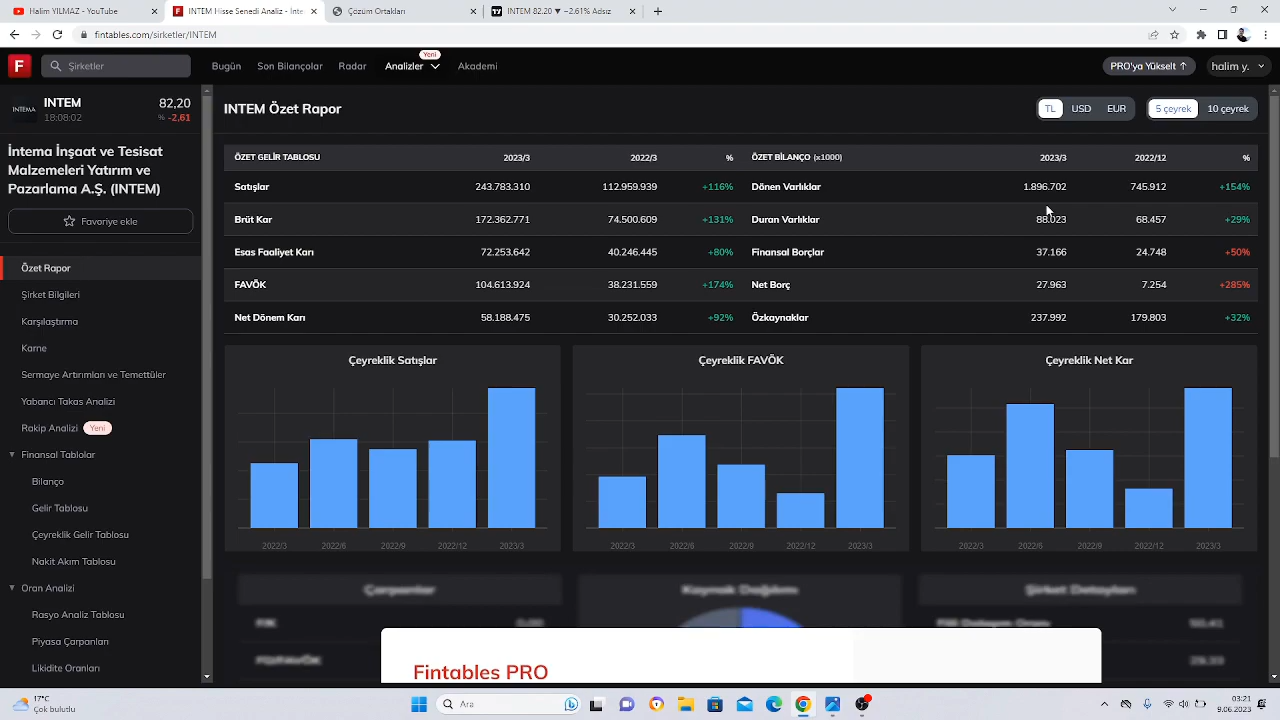 Halim YILMAZ - YouTube
INTEM Hisse Senedi Analiz - İnte
Çözüm Ortakları
INTEM 82.20 ▼ −2.61% Adsız
fintables.com/sirketler/INTEM
F
Şirketler
Bugün
Son Bilançolar
Radar
Yeni
Analizler
Akademi
PRO'ya Yükselt ↑
halim y.
INTEMA
INTEM
82,20
18:08:02
% -2,61
İntema İnşaat ve Tesisat
Malzemeleri Yatırım ve
Pazarlama A.Ş. (INTEM)
Favoriye ekle
Özet Rapor
Şirket Bilgileri
Karşılaştırma
Karne
Sermaye Artırımları ve Temettüler
Yabancı Takas Analizi
Rakip Analizi Yeni
Finansal Tablolar
Bilanço
Gelir Tablosu
Çeyreklik Gelir Tablosu
Nakit Akım Tablosu
Oran Analizi
Rasyo Analiz Tablosu
Piyasa Çarpanları
Likidite Oranları
INTEM Özet Rapor
TL USD EUR
5 çeyrek 10 çeyrek
ÖZET GELİR TABLOSU 2023/3 2022/3 %
Satışlar 243.783.310 112.959.939 +116%
Brüt Kar 172.362.771 74.500.609 +131%
Esas Faaliyet Karı 72.253.642 40.246.445 +80%
FAVÖK 104.613.924 38.231.559 +174%
Net Dönem Karı 58.188.475 30.252.033 +92%
ÖZET BİLANÇO (x1000) 2023/3 2022/12 %
Dönen Varlıklar 1.896.702 745.912 +154%
Duran Varlıklar 88.023 68.457 +29%
Finansal Borçlar 37.166 24.748 +50%
Net Borç 27.963 7.254 +285%
Özkaynaklar 237.992 179.803 +32%
Çeyreklik Satışlar
2022/3 2022/6 2022/9 2022/12 2023/3
Çeyreklik FAVÖK
2022/3 2022/6 2022/9 2022/12 2023/3
Çeyreklik Net Kar
2022/3 2022/6 2022/9 2022/12 2023/3
Çarpanlar
Kaynak Dağılımı
Şirket Detayları
Fintables PRO
17°C
Çok bulutlu
Ara
03:23
9.06.2023